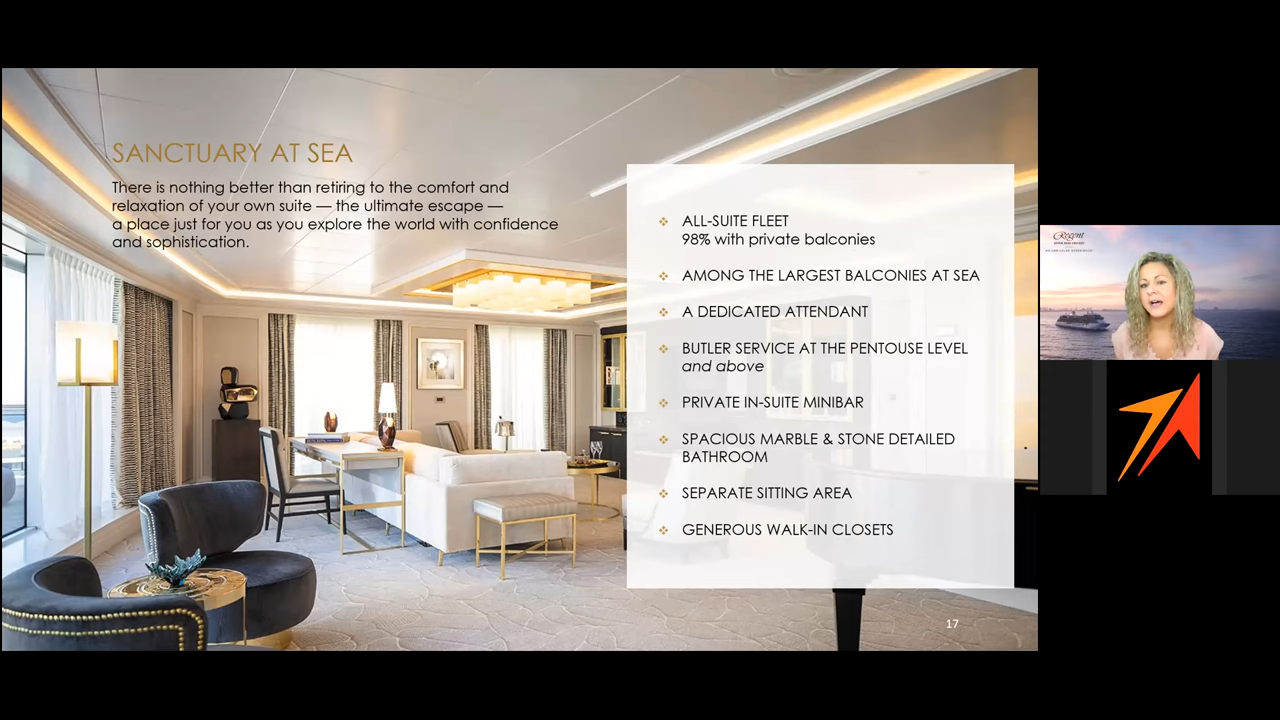 SANCTUARY AT SEA
There is nothing better than retiring to the comfort and
relaxation of your own suite — the ultimate escape —
a place just for you as you explore the world with confidence
and sophistication.
ALL-SUITE FLEET
98% with private balconies
AMONG THE LARGEST BALCONIES AT SEA
A DEDICATED ATTENDANT
BUTLER SERVICE AT THE PENTOUSE LEVEL
and above
PRIVATE IN-SUITE MINIBAR
SPACIOUS MARBLE & STONE DETAILED
BATHROOM
SEPARATE SITTING AREA
GENEROUS WALK-IN CLOSETS
17
Regent